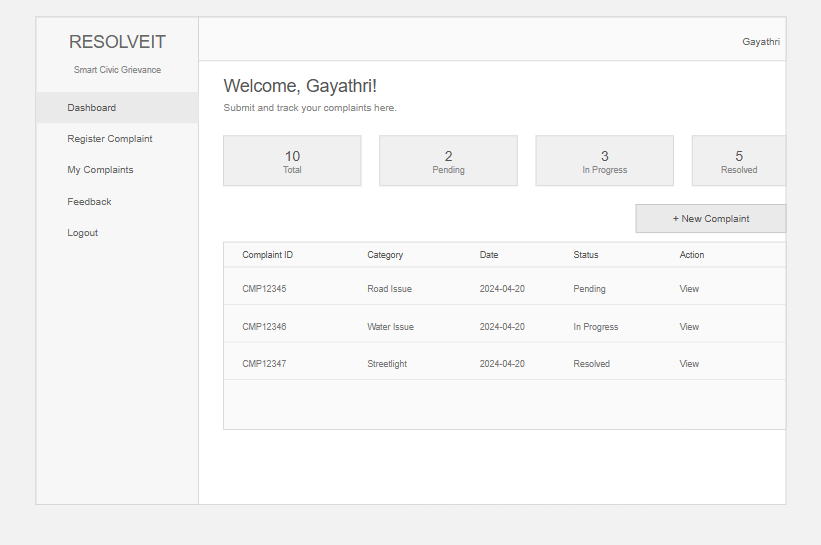 RESOLVEIT
Smart Civic Grievance
Dashboard
Register Complaint
My Complaints
Feedback
Logout
Gayathri
Welcome, Gayathri!
Submit and track your complaints here.
10
Total
2
Pending
3
In Progress
5
Resolved
+ New Complaint
Complaint ID Category Date Status Action
CMP12345 Road Issue 2024-04-20 Pending View
CMP12346 Water Issue 2024-04-20 In Progress View
CMP12347 Streetlight 2024-04-20 Resolved View